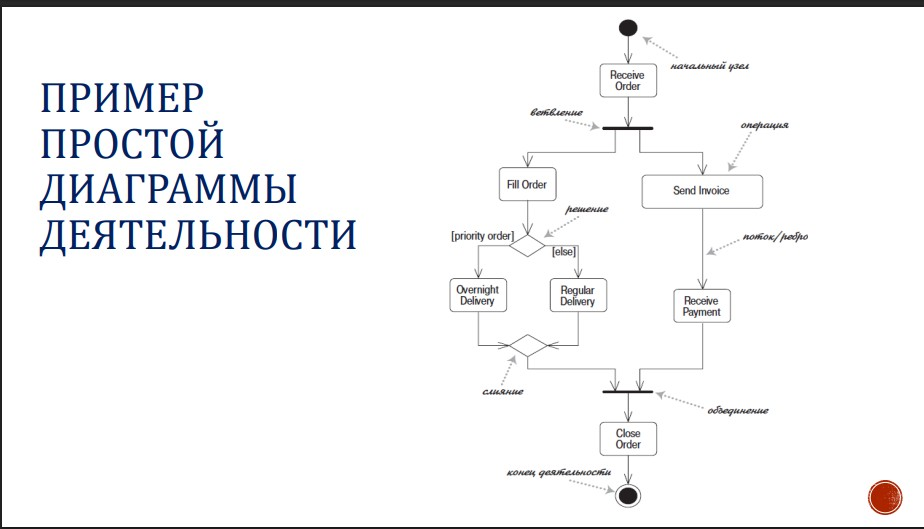 ПРИМЕР
ПРОСТОЙ
ДИАГРАММЫ
ДЕЯТЕЛЬНОСТИ
начальный узел
Receive
Order
ветвление
операция
Fill Order
Send Invoice
решение
[priority order]
[else]
поток/ребро
Overnight
Delivery
Regular
Delivery
Receive
Payment
слияние
объединение
Close
Order
конец деятельности